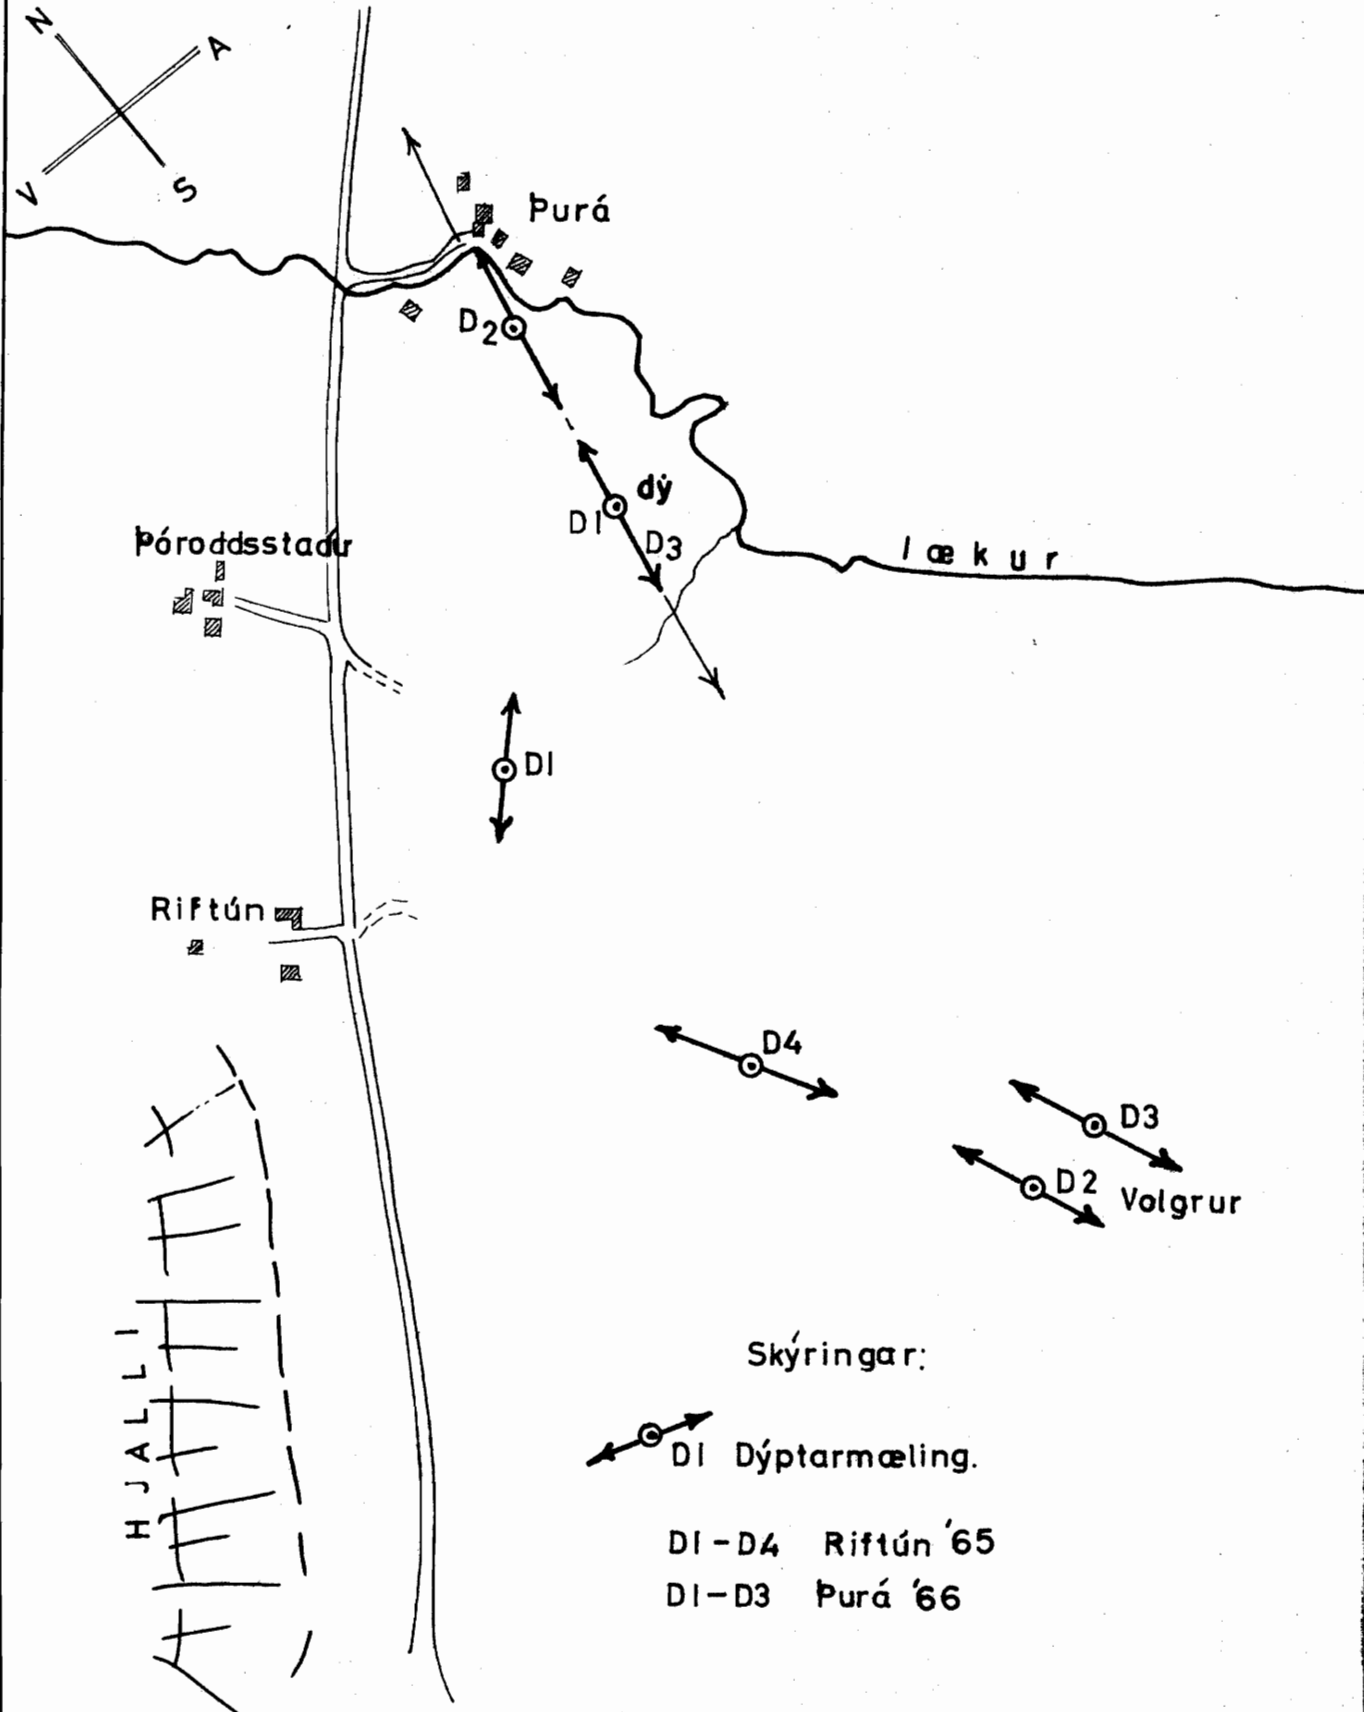 N
A
V
S
Þurá
D2
dý
D1
D3
Þóroddsstaðir
lækur
D1
Riftún
D4
D3
D2
Volgrur
HJALLI
Skýringar:
D1 Dýptarmæling.
D1-D4 Riftún '65
D1-D3 Þurá '66